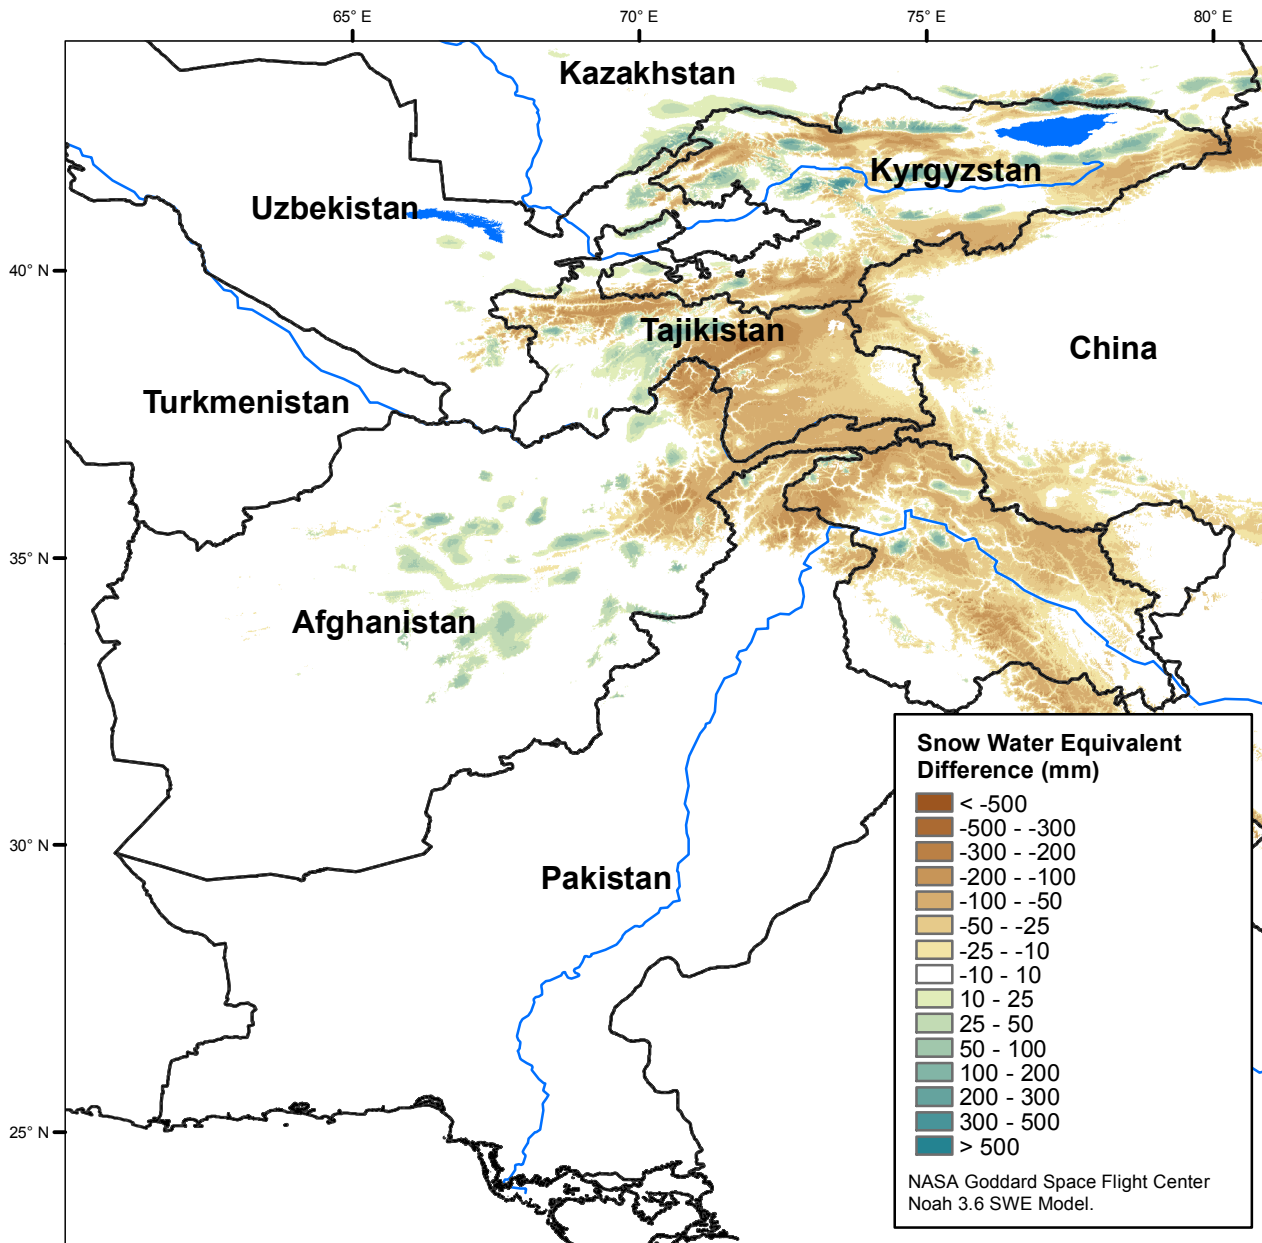 65° E
70° E
75° E
80° E
Kazakhstan
Kyrgyzstan
Uzbekistan
40° N
Tajikistan
China
Turkmenistan
35° N
Afghanistan
Snow Water Equivalent
Difference (mm)
< -500
-500 - -300
-300 - -200
-200 - -100
-100 - -50
-50 - -25
-25 - -10
-10 - 10
10 - 25
25 - 50
50 - 100
100 - 200
200 - 300
300 - 500
> 500
NASA Goddard Space Flight Center
Noah 3.6 SWE Model.
30° N
Pakistan
25° N